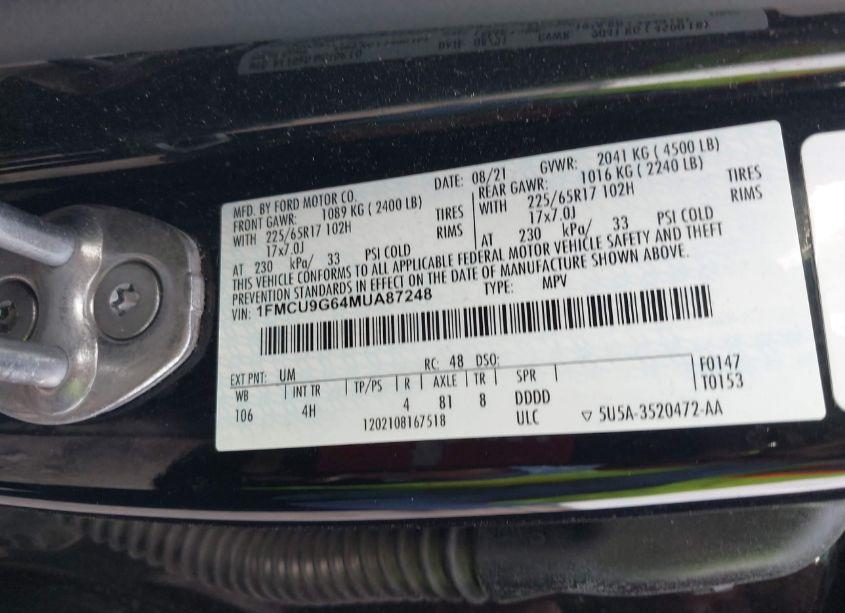 MFD. BY FORD MOTOR CO. DATE: 08/21 GVWR: 2041 KG ( 4500 LB)
FRONT GAWR: 1089 KG ( 2400 LB) REAR GAWR: 1016 KG ( 2240 LB)
WITH 225/65R17 102H TIRES WITH 225/65R17 102H TIRES
17x7.0J RIMS 17x7.0J RIMS
AT 230 kPa/ 33 PSI COLD AT 230 kPa/ 33 PSI COLD
THIS VEHICLE CONFORMS TO ALL APPLICABLE FEDERAL MOTOR VEHICLE SAFETY AND THEFT
PREVENTION STANDARDS IN EFFECT ON THE DATE OF MANUFACTURE SHOWN ABOVE.
VIN: 1FMCU9G64MUA87248 TYPE: MPV
EXT PNT: UM RC: 48 DSO: F0147
WB INT TR TP/PS R AXLE TR SPR T0153
106 4H 4 81 8 DDDD
1202108167518 ULC ▽ 5U5A-3520472-AA